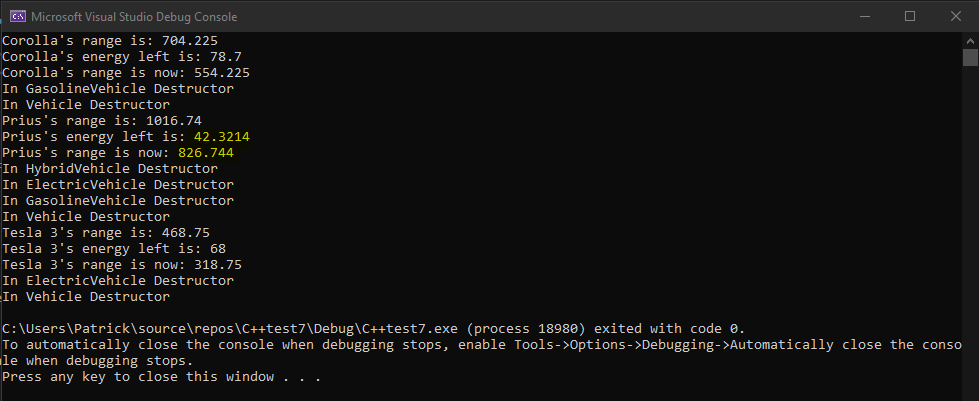 C:\ Microsoft Visual Studio Debug Console
Corolla's range is: 704.225
Corolla's energy left is: 78.7
Corolla's range is now: 554.225
In GasolineVehicle Destructor
In Vehicle Destructor
Prius's range is: 1016.74
Prius's energy left is: 42.3214
Prius's range is now: 826.744
In HybridVehicle Destructor
In ElectricVehicle Destructor
In GasolineVehicle Destructor
In Vehicle Destructor
Tesla 3's range is: 468.75
Tesla 3's energy left is: 68
Tesla 3's range is now: 318.75
In ElectricVehicle Destructor
In Vehicle Destructor
C:\Users\Patrick\source\repos\C++test7\Debug\C++test7.exe (process 18980) exited with code 0.
To automatically close the console when debugging stops, enable Tools->Options->Debugging->Automatically close the conso
le when debugging stops.
Press any key to close this window . . .